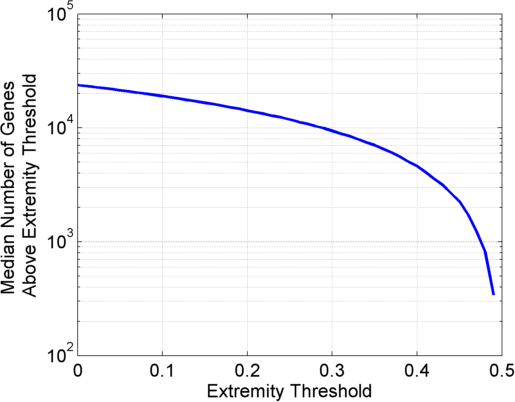 10^5
10^4
10^3
10^2
Median Number of Genes
Above Extremity Threshold
0 0.1 0.2 0.3 0.4 0.5
Extremity Threshold